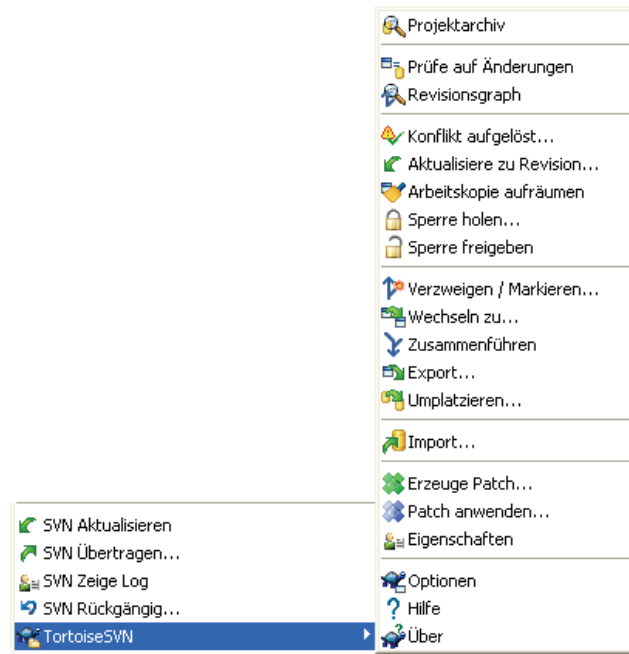 Projektarchiv
Prüfe auf Änderungen
Revisionsgraph
Konflikt aufgelöst...
Aktualisiere zu Revision...
Arbeitskopie aufräumen
Sperre holen...
Sperre freigeben
Verzweigen / Markieren...
Wechseln zu...
Zusammenführen
Export...
Umplatzieren...
Import...
Erzeuge Patch...
Patch anwenden...
Eigenschaften
Optionen
Hilfe
Über
SVN Aktualisieren
SVN Übertragen...
SVN Zeige Log
SVN Rückgängig...
TortoiseSVN